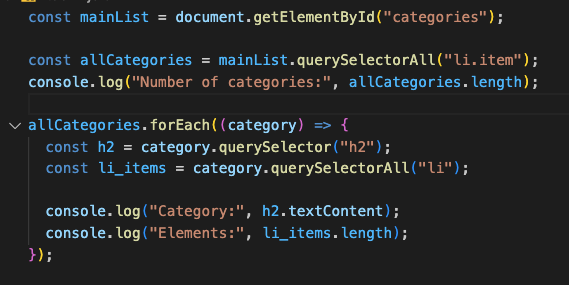 const mainList = document.getElementById("categories");
const allCategories = mainList.querySelectorAll("li.item");
console.log("Number of categories:", allCategories.length);
allCategories.forEach((category) => {
const h2 = category.querySelector("h2");
const li_items = category.querySelectorAll("li");
console.log("Category:", h2.textContent);
console.log("Elements:", li_items.length);
});